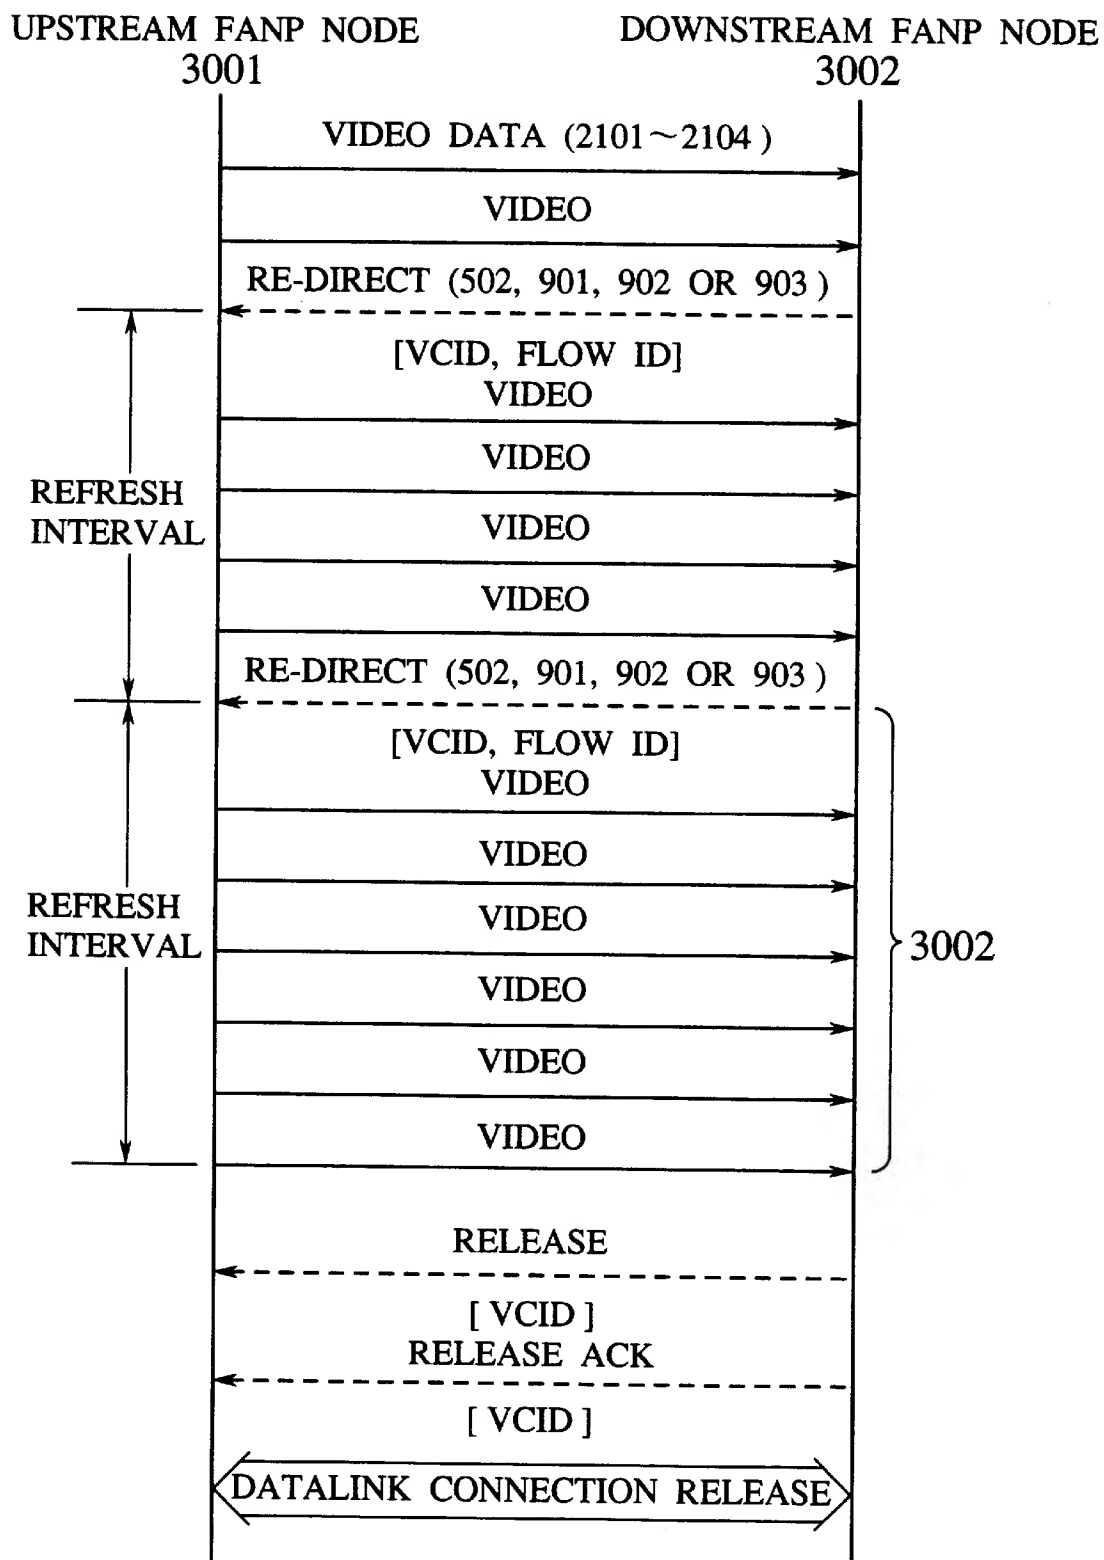 UPSTREAM FANP NODE
3001
DOWNSTREAM FANP NODE
3002
VIDEO DATA (2101～2104)
VIDEO
RE-DIRECT (502, 901, 902 OR 903)
[VCID, FLOW ID]
VIDEO
VIDEO
REFRESH
INTERVAL
VIDEO
VIDEO
RE-DIRECT (502, 901, 902 OR 903)
[VCID, FLOW ID]
VIDEO
VIDEO
REFRESH
INTERVAL
VIDEO
3002
VIDEO
VIDEO
VIDEO
RELEASE
[ VCID ]
RELEASE ACK
[ VCID ]
DATALINK CONNECTION RELEASE